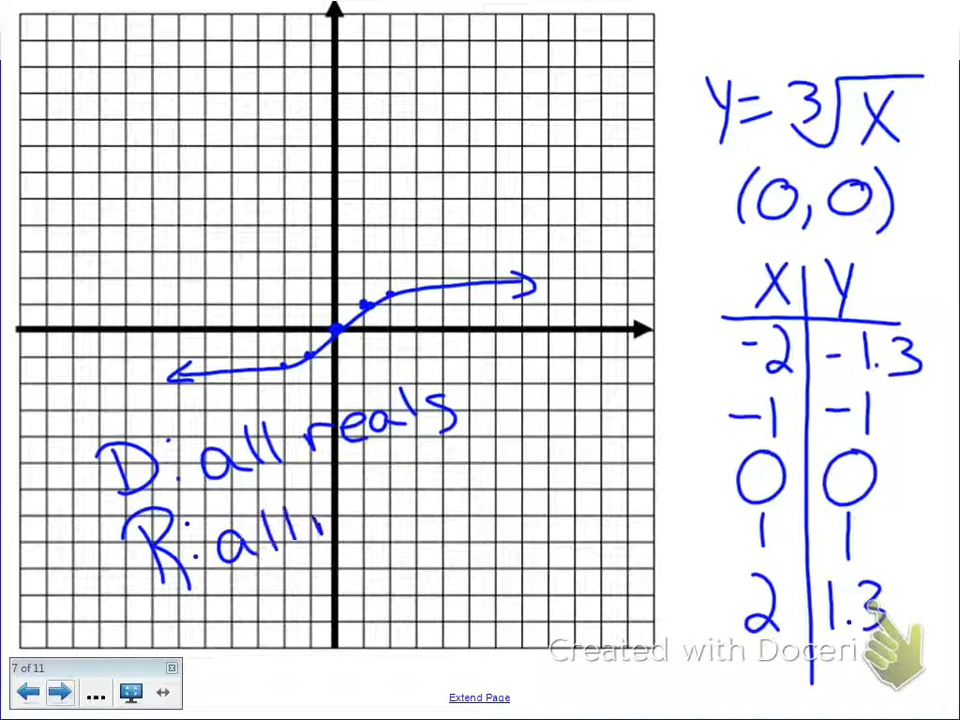 y = 3√x
(0, 0)
x y
-2 -1.3
-1 -1
0 0
1 1
2 1.3
D: all reals
R: all
Created with Doceri
7 of 11
...
Extend Page